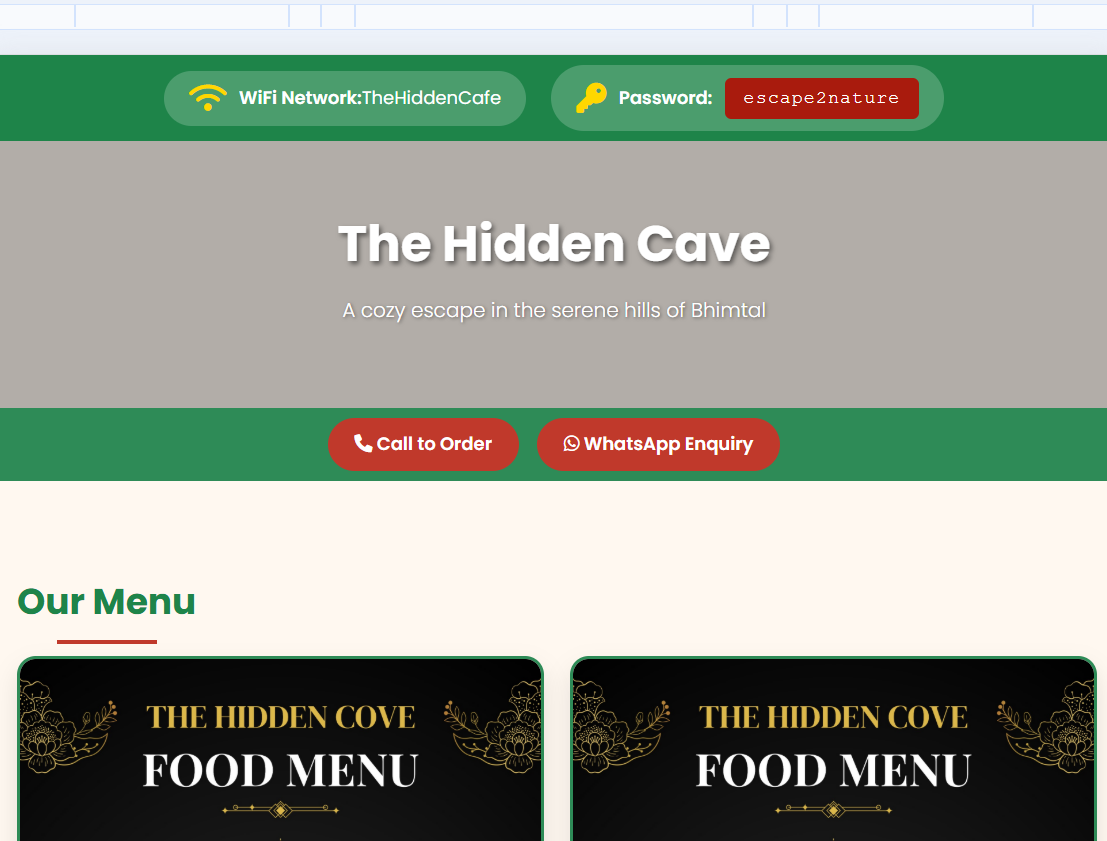 WiFi Network:TheHiddenCafe
Password: escape2nature
The Hidden Cave
A cozy escape in the serene hills of Bhimtal
Call to Order
WhatsApp Enquiry
Our Menu
THE HIDDEN COVE
FOOD MENU
THE HIDDEN COVE
FOOD MENU